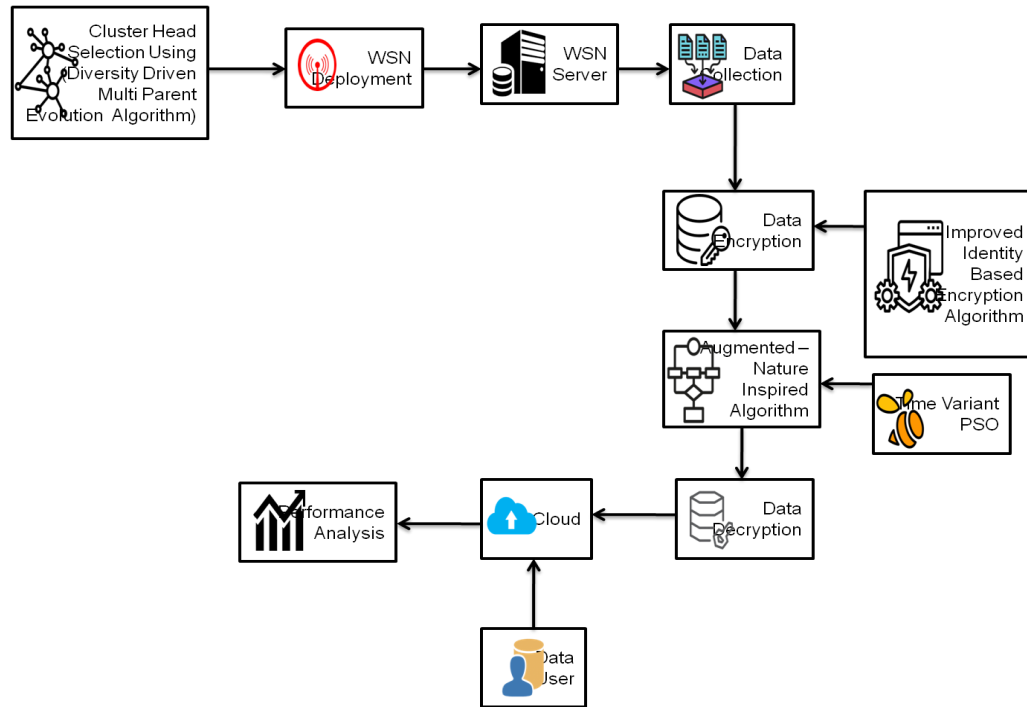 Cluster Head
Selection Using
(Diversity Driven
Multi Parent
Evolution Algorithm)
WSN
Deployment
WSN
Server
Data
Collection
Data
Encryption
Improved
Identity
Based
Encryption
Algorithm
Augmented –
Nature
Inspired
Algorithm
Time Variant
PSO
Data
Decryption
Cloud
Performance
Analysis
Data
User